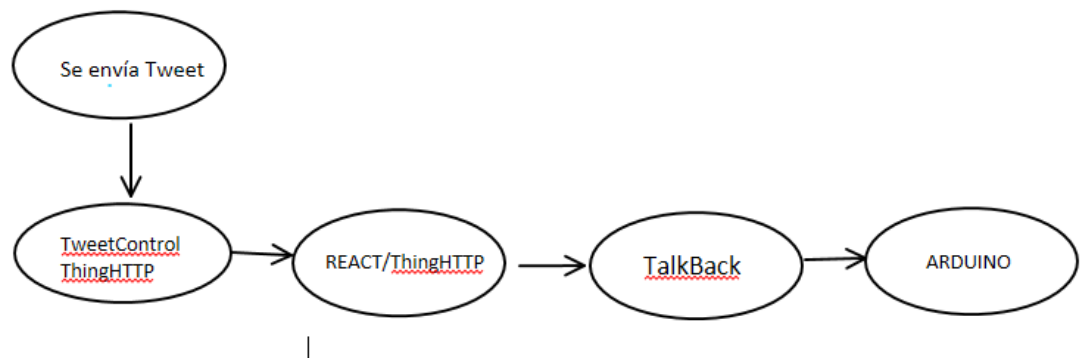 Se envía Tweet
TweetControl
ThingHTTP
REACT/ThingHTTP
TalkBack
ARDUINO